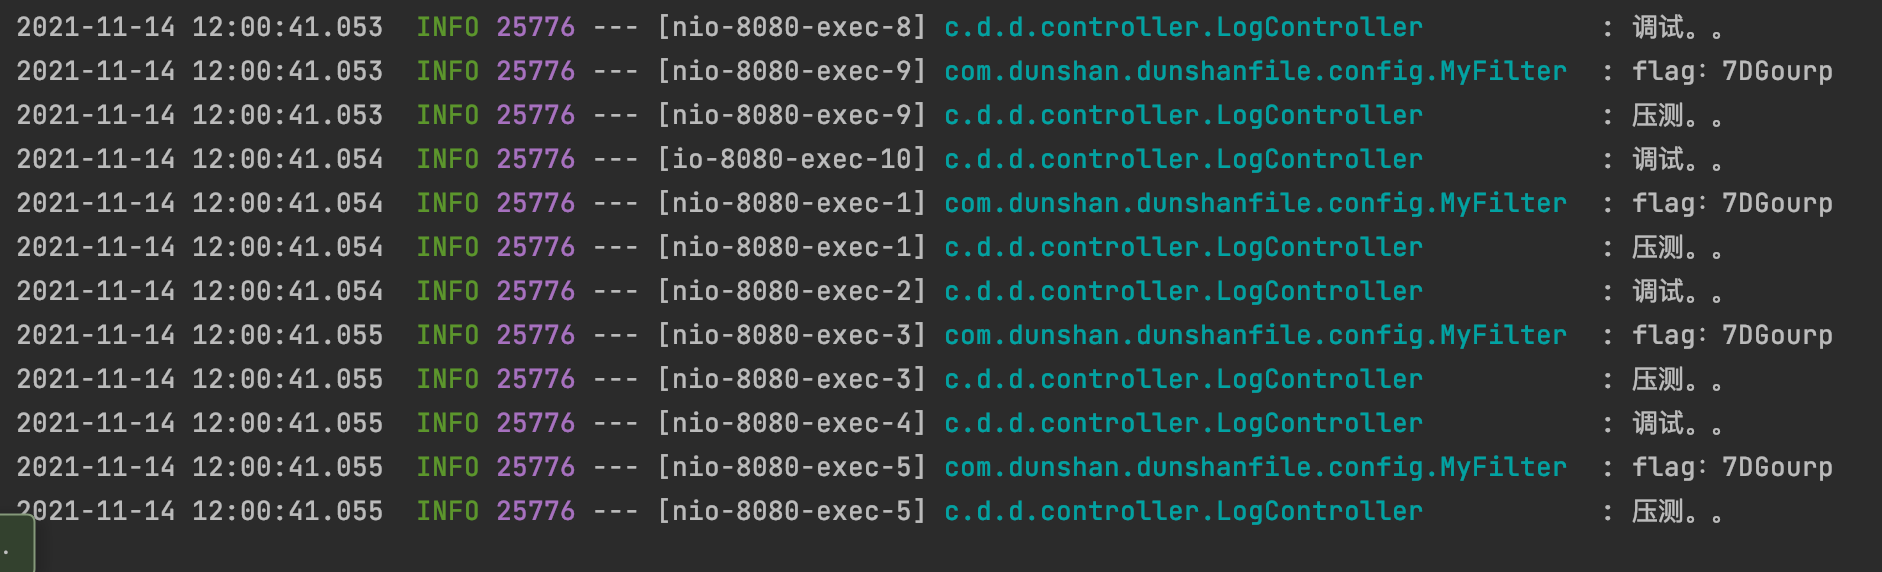 2021-11-14 12:00:41.053  INFO 25776 --- [nio-8080-exec-8] c.d.d.controller.LogController           : 调试。。
2021-11-14 12:00:41.053  INFO 25776 --- [nio-8080-exec-9] com.dunshan.dunshanfile.config.MyFilter  : flag：7DGourp
2021-11-14 12:00:41.053  INFO 25776 --- [nio-8080-exec-9] c.d.d.controller.LogController           : 压测。。
2021-11-14 12:00:41.054  INFO 25776 --- [io-8080-exec-10] c.d.d.controller.LogController           : 调试。。
2021-11-14 12:00:41.054  INFO 25776 --- [nio-8080-exec-1] com.dunshan.dunshanfile.config.MyFilter  : flag：7DGourp
2021-11-14 12:00:41.054  INFO 25776 --- [nio-8080-exec-1] c.d.d.controller.LogController           : 压测。。
2021-11-14 12:00:41.054  INFO 25776 --- [nio-8080-exec-2] c.d.d.controller.LogController           : 调试。。
2021-11-14 12:00:41.055  INFO 25776 --- [nio-8080-exec-3] com.dunshan.dunshanfile.config.MyFilter  : flag：7DGourp
2021-11-14 12:00:41.055  INFO 25776 --- [nio-8080-exec-3] c.d.d.controller.LogController           : 压测。。
2021-11-14 12:00:41.055  INFO 25776 --- [nio-8080-exec-4] c.d.d.controller.LogController           : 调试。。
2021-11-14 12:00:41.055  INFO 25776 --- [nio-8080-exec-5] com.dunshan.dunshanfile.config.MyFilter  : flag：7DGourp
2021-11-14 12:00:41.055  INFO 25776 --- [nio-8080-exec-5] c.d.d.controller.LogController           : 压测。。